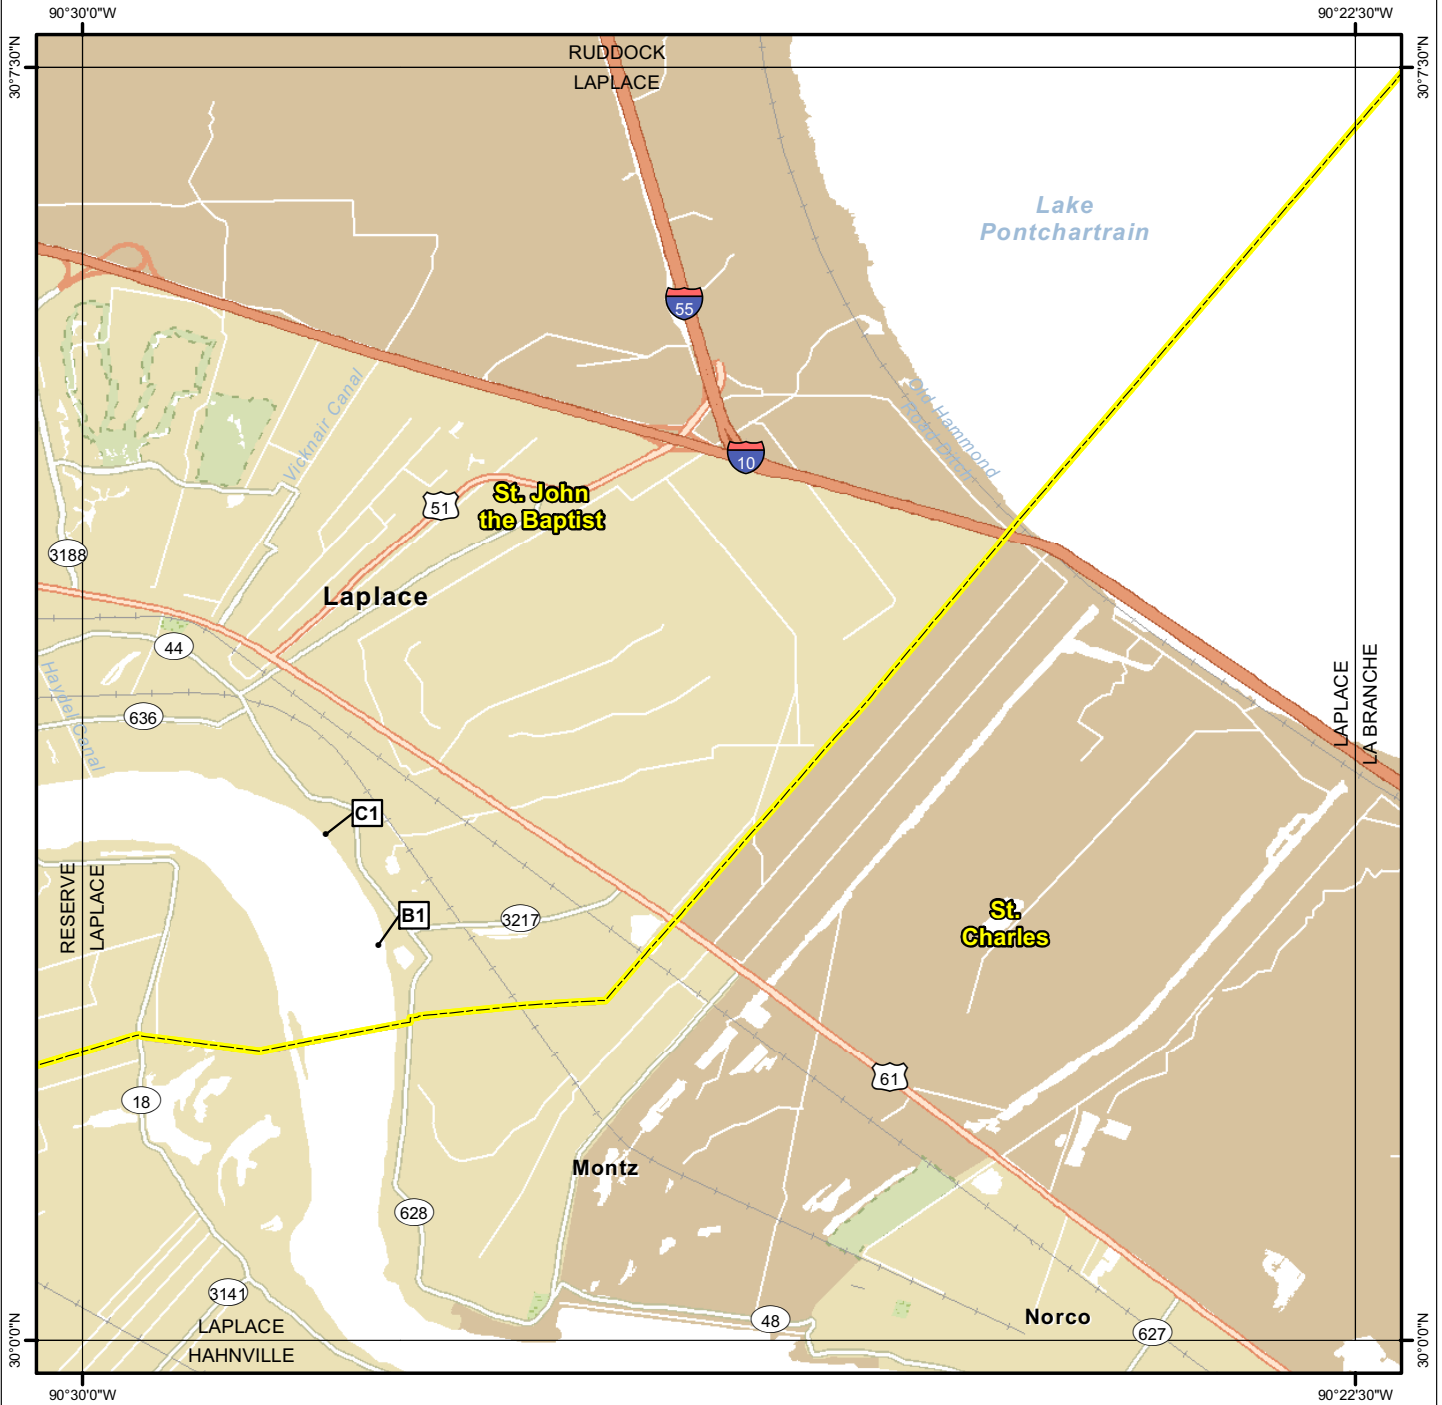 90°30'0"W
90°22'30"W
30°7'30"N
30°7'30"N
RUDDOCK
LAPLACE
Lake
Pontchartrain
55
Vicknair Canal
Old Hammond
Road Ditch
10
51
St. John
the Baptist
3188
Laplace
44
Haydel Canal
636
LAPLACE
LA BRANCHE
C1
B1
3217
RESERVE
LAPLACE
St.
Charles
61
18
Montz
628
3141
LAPLACE
HAHNVILLE
48
Norco
627
30°0'0"N
30°0'0"N
90°30'0"W
90°22'30"W